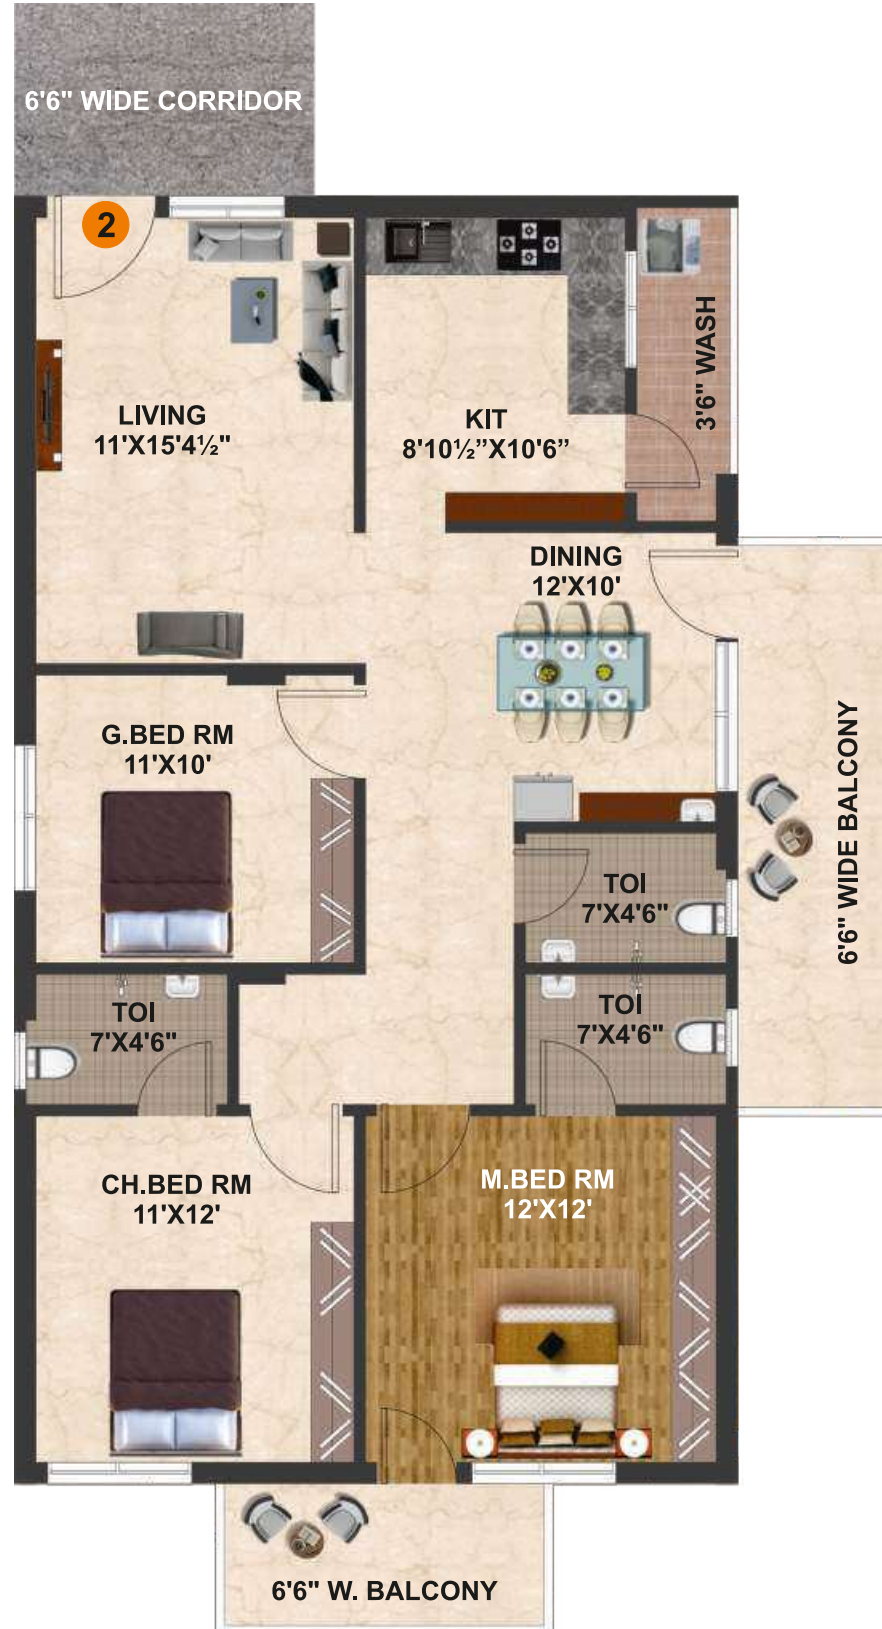 6'6" WIDE CORRIDOR
2
LIVING
11'X15'4½"
KIT
8'10½”X10'6”
3'6" WASH
DINING
12'X10'
G.BED RM
11'X10'
6'6" WIDE BALCONY
TOI
7'X4'6"
TOI
7'X4'6"
TOI
7'X4'6"
CH.BED RM
11'X12'
M.BED RM
12'X12'
6'6" W. BALCONY